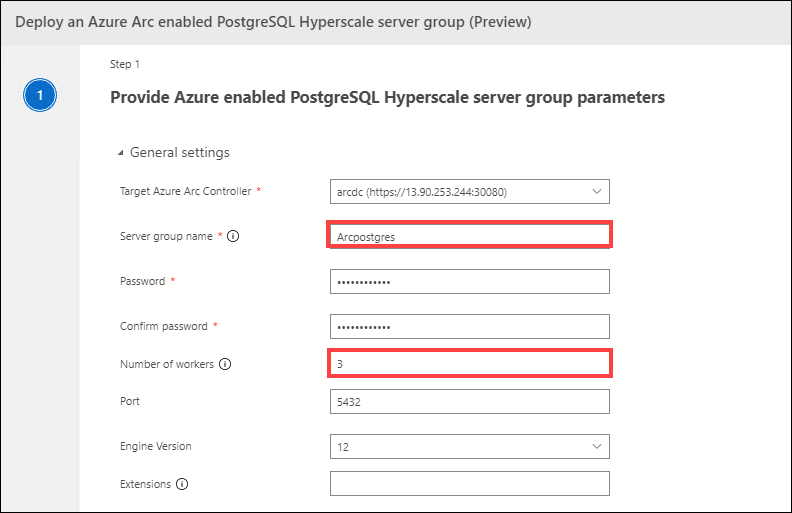 Deploy an Azure Arc enabled PostgreSQL Hyperscale server group (Preview)
1
Step 1
Provide Azure enabled PostgreSQL Hyperscale server group parameters
General settings
Target Azure Arc Controller * arcdc (https://13.90.253.244:30080)
Server group name * Arcpostgres
Password * ••••••••••••
Confirm password * ••••••••••••
Number of workers 3
Port 5432
Engine Version 12
Extensions